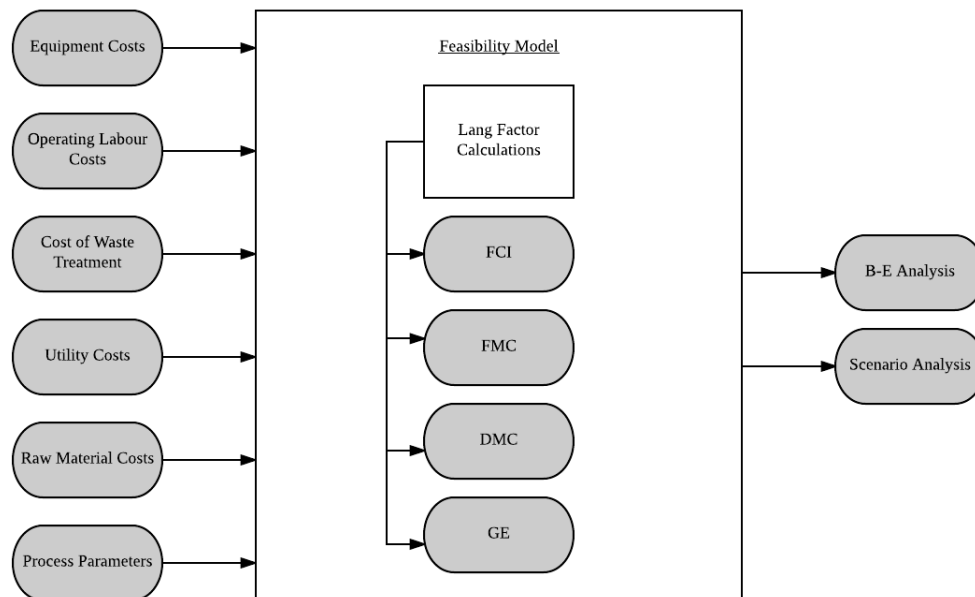 Equipment Costs
Operating Labour
Costs
Cost of Waste
Treatment
Utility Costs
Raw Material Costs
Process Parameters
Feasibility Model
Lang Factor
Calculations
FCI
FMC
DMC
GE
B-E Analysis
Scenario Analysis